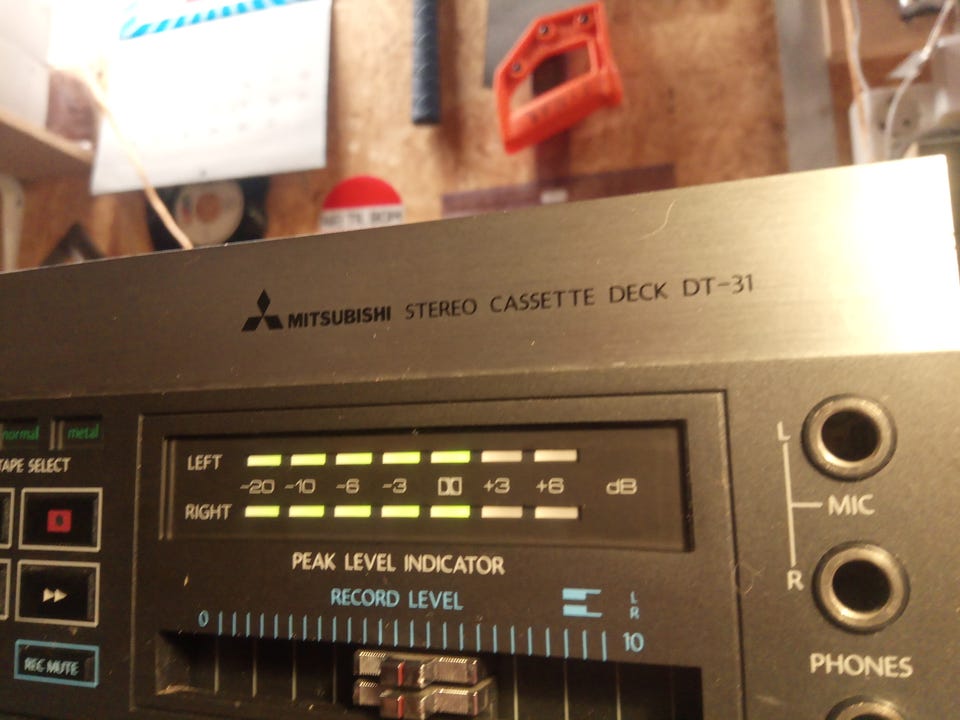 MITSUBISHI STEREO CASSETTE DECK DT-31
normal metal
TAPE SELECT
LEFT
-20 -10 -6 -3 +3 +6 dB
RIGHT
PEAK LEVEL INDICATOR
RECORD LEVEL
L
R
0
10
REC MUTE
L
MIC
R
PHONES